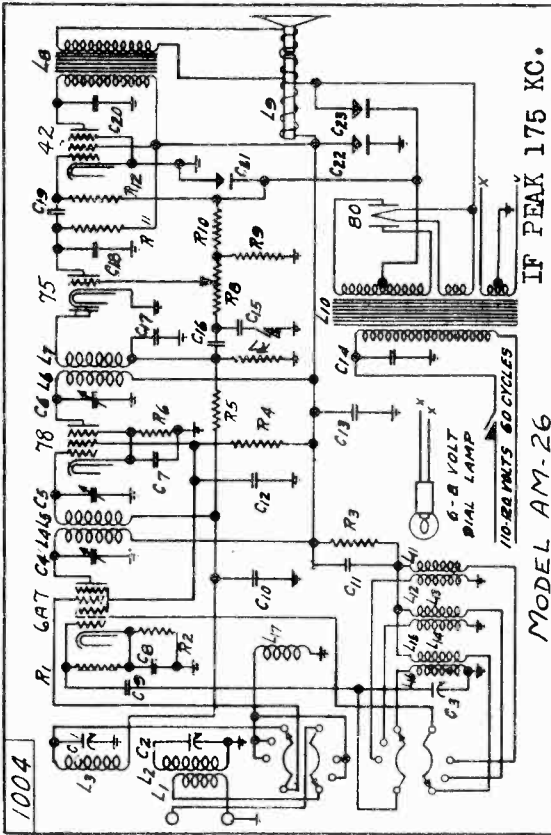 1004
L8
42
C20
C19
R12
C21
L9
C23
C22
R11
C18
75
R10
R9
R8
C15
C16
C17
L7
L6
C6
78
R6
C7
R5
R4
C5
L3
L4
C4
6A7
R1
R2
C8
C9
C10
C12
C13
C14
C11
R3
L17
C1
L3
C2
L2
L1
80
L10
X
X
X
X
6-8 VOLT
DIAL LAMP
110-120 VOLTS 60 CYCLES
L11
L12
L13
L14
L15
L16
C3
IF PEAK 175 KC.
MODEL AM-26